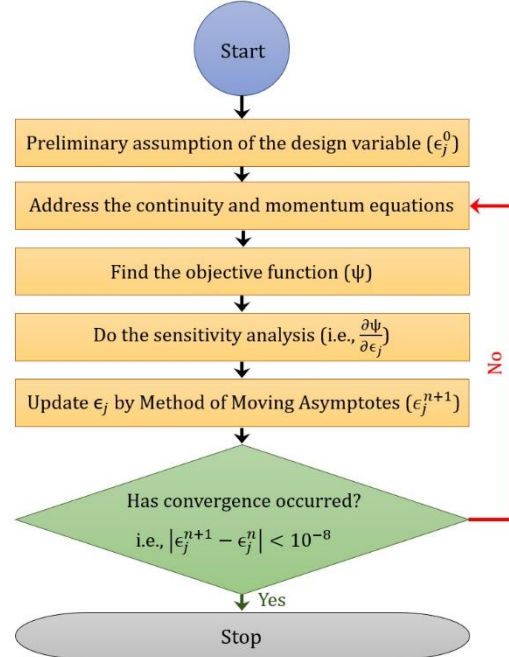 Start
Preliminary assumption of the design variable (ϵ_j^0)
Address the continuity and momentum equations
Find the objective function (ψ)
Do the sensitivity analysis (i.e., ∂ψ/∂ϵ_j)
No
Update ϵ_j by Method of Moving Asymptotes (ϵ_j^{n+1})
Has convergence occurred?
i.e., |ϵ_j^{n+1} − ϵ_j^n| < 10^{−8}
Yes
Stop